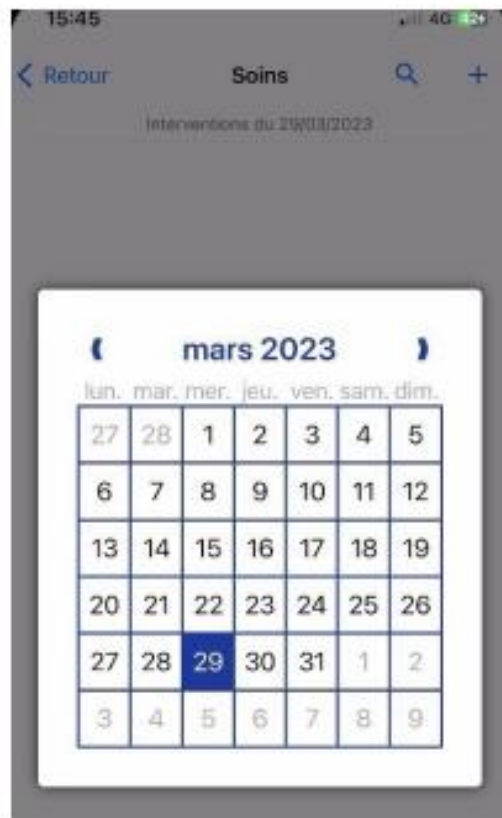 15:45 4G 42
Retour Soins +
Interventions du 29/03/2023
mars 2023
lun. mar. mer. jeu. ven. sam. dim.
27 28 1 2 3 4 5
6 7 8 9 10 11 12
13 14 15 16 17 18 19
20 21 22 23 24 25 26
27 28 29 30 31 1 2
3 4 5 6 7 8 9